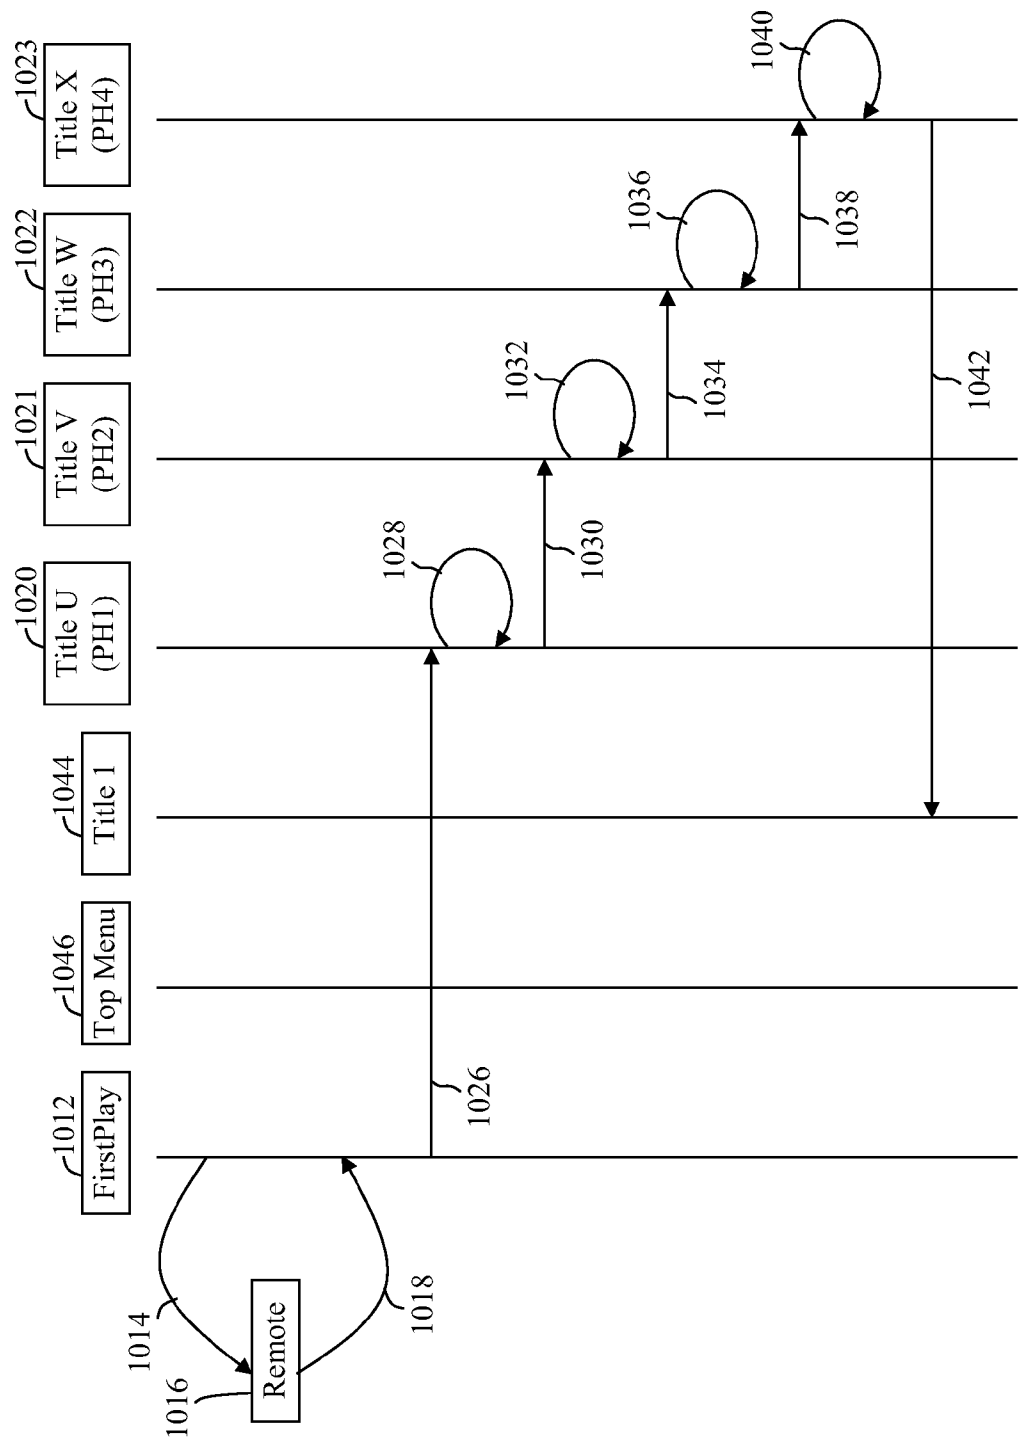 1012
FirstPlay
1046
Top Menu
1044
Title 1
1020
Title U
(PH1)
1021
Title V
(PH2)
1022
Title W
(PH3)
1023
Title X
(PH4)
1014
1016
Remote
1018
1026
1028
1030
1032
1034
1036
1038
1040
1042